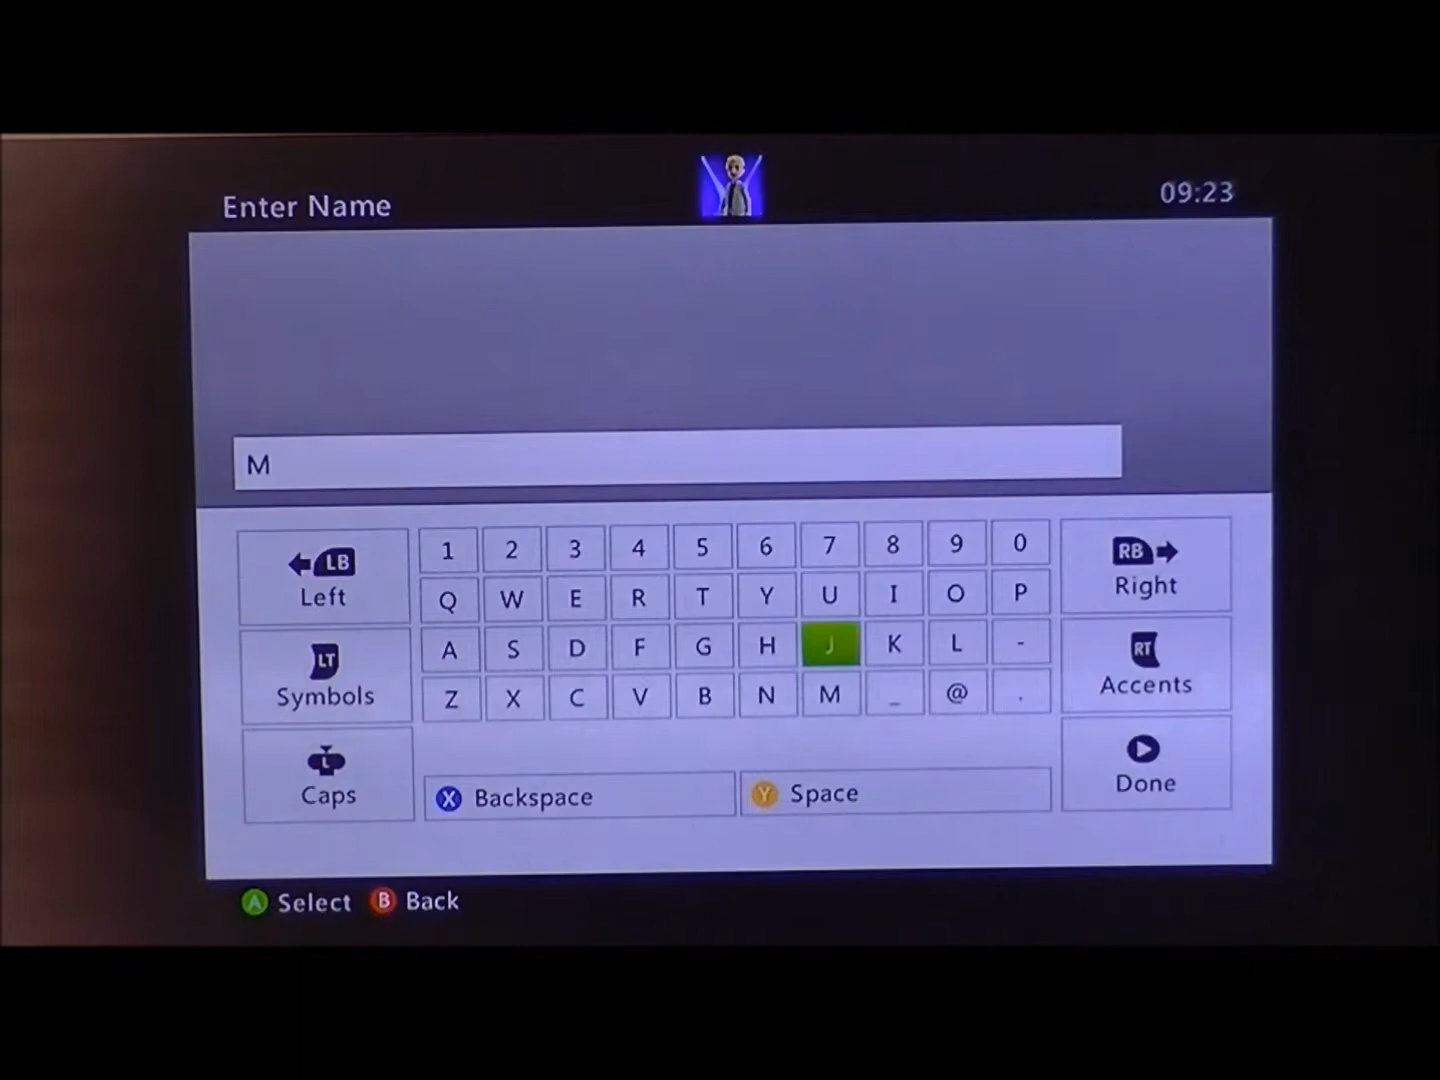 Enter Name
09:23
M
LB
Left
LT
Symbols
L
Caps
1 2 3 4 5 6 7 8 9 0
Q W E R T Y U I O P
A S D F G H J K L -
Z X C V B N M _ @ .
X Backspace
Y Space
RB
Right
RT
Accents
Done
A Select B Back